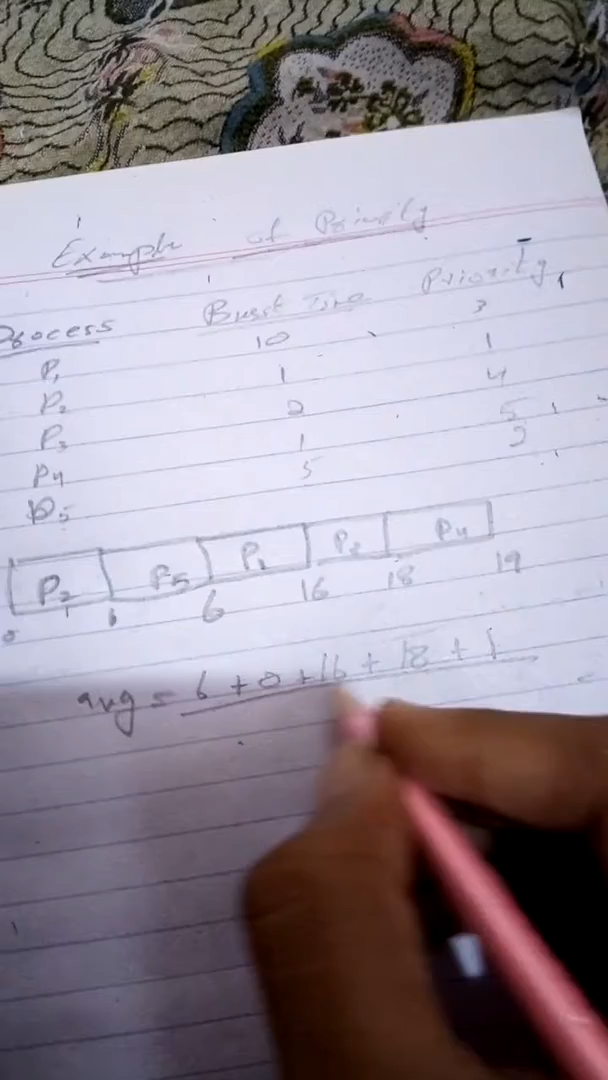 Example of Priority
Process Burst Time Priority
P1 10 3
P2 1 1
P3 2 4
P4 1 5
P5 5 2
P2 P5 P1 P3 P4
0 1 6 16 18 19
avg = 6 + 0 + 16 + 18 + 1